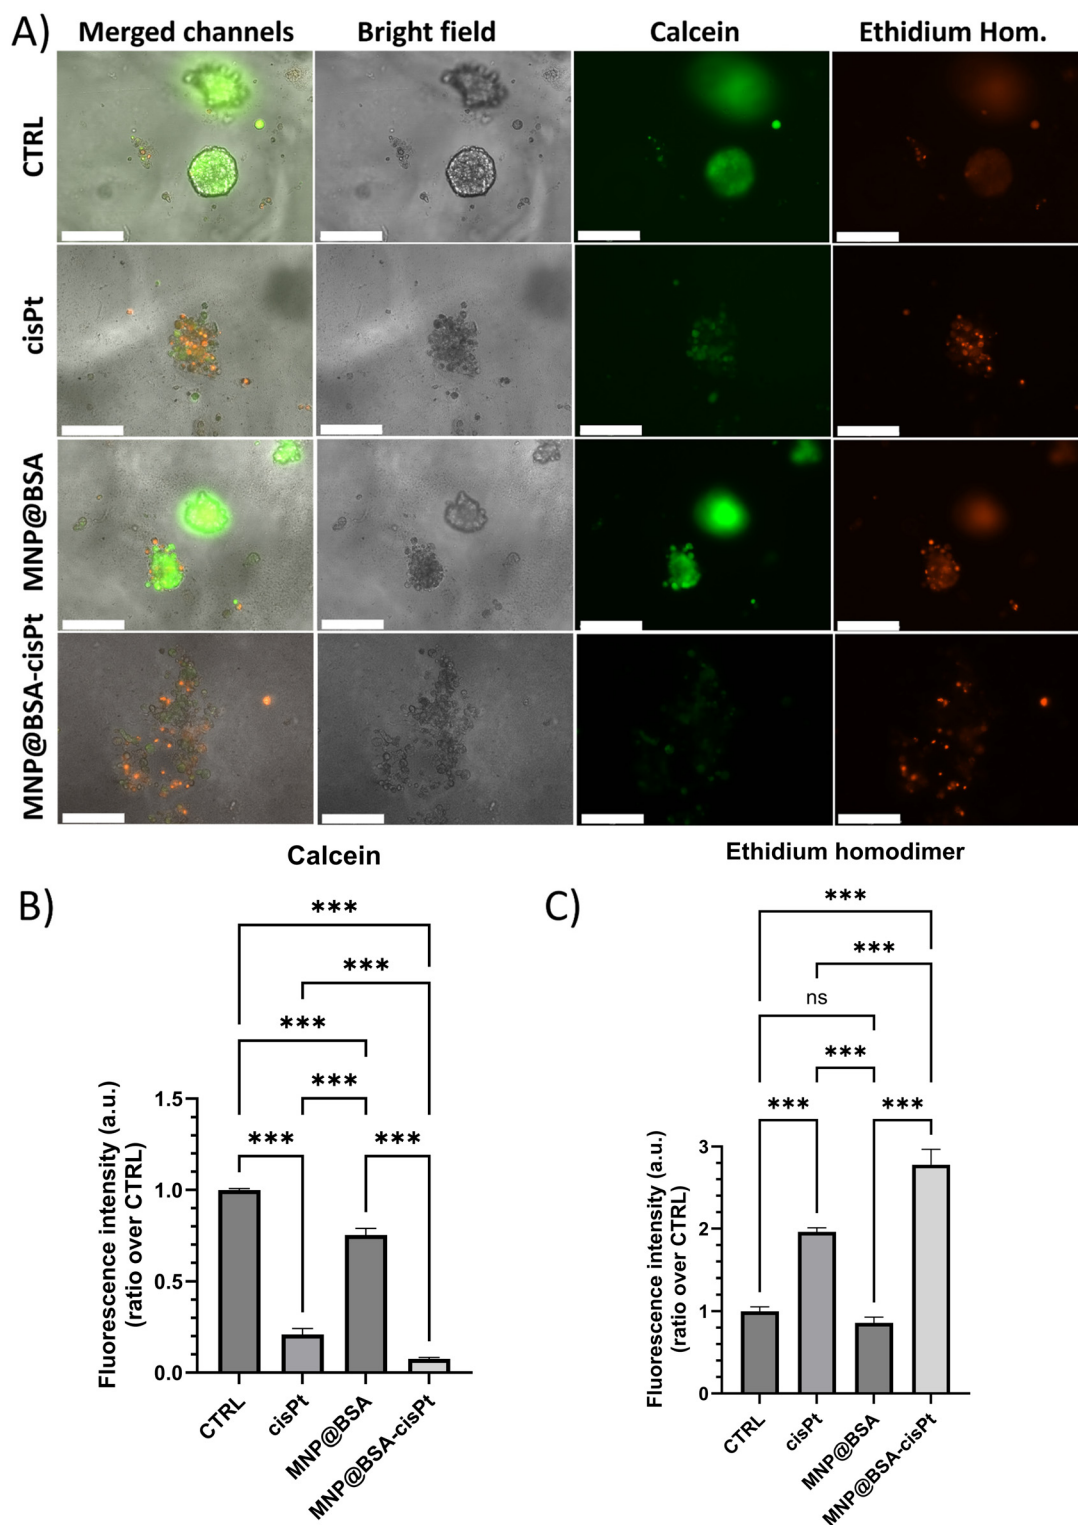 A)
Merged channels
Bright field
Calcein
Ethidium Hom.
CTRL
cisPt
MNP@BSA
MNP@BSA-cisPt
Calcein
B)
***
***
***
***
***
***
Fluorescence intensity (a.u.)
(ratio over CTRL)
1.5
1.0
0.5
0.0
CTRL
cisPt
MNP@BSA
MNP@BSA-cisPt
Ethidium homodimer
C)
***
***
ns
***
***
***
Fluorescence intensity (a.u.)
(ratio over CTRL)
3
2
1
0
CTRL
cisPt
MNP@BSA
MNP@BSA-cisPt